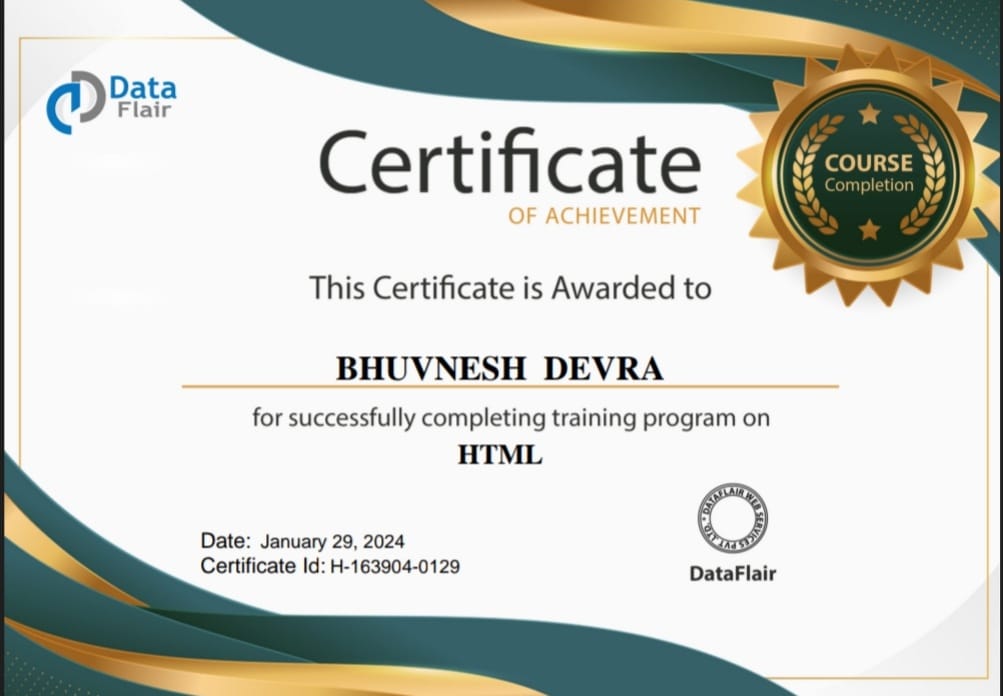 Data
Flair
Certificate
OF ACHIEVEMENT
COURSE
Completion
This Certificate is Awarded to
BHUVNESH DEVRA
for successfully completing training program on
HTML
Date: January 29, 2024
Certificate Id: H-163904-0129
DATAFLAIR WEB SERVICES PVT. LTD. *
DataFlair